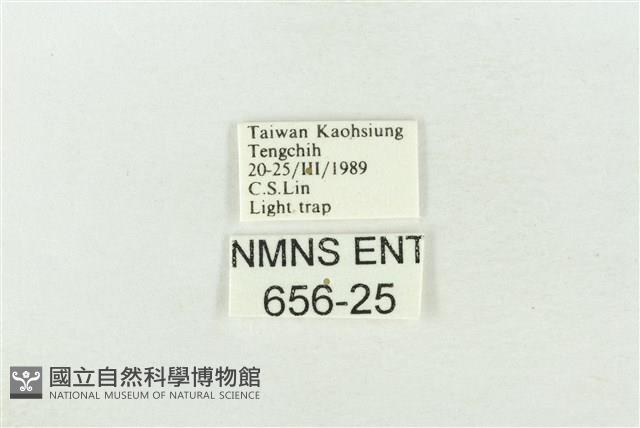 Taiwan Kaohsiung
Tengchih
20-25/III/1989
C.S.Lin
Light trap
NMNS ENT
656-25
國立自然科學博物館
NATIONAL MUSEUM OF NATURAL SCIENCE